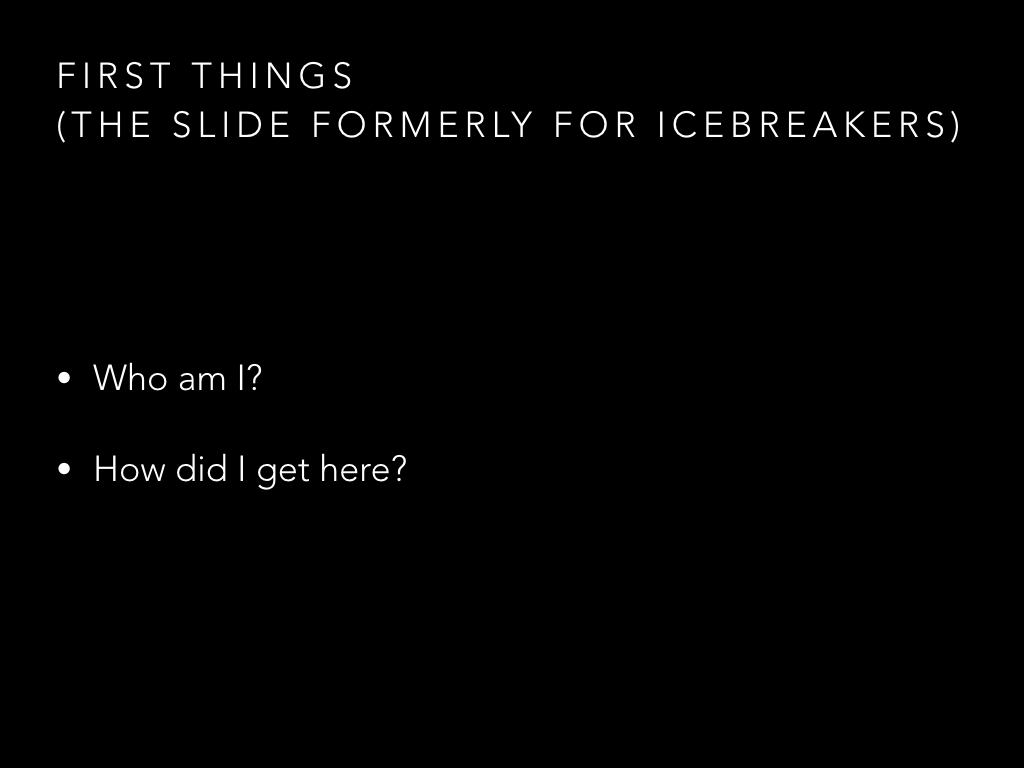 FIRST THINGS
(THE SLIDE FORMERLY FOR ICEBREAKERS)
• Who am I?
• How did I get here?